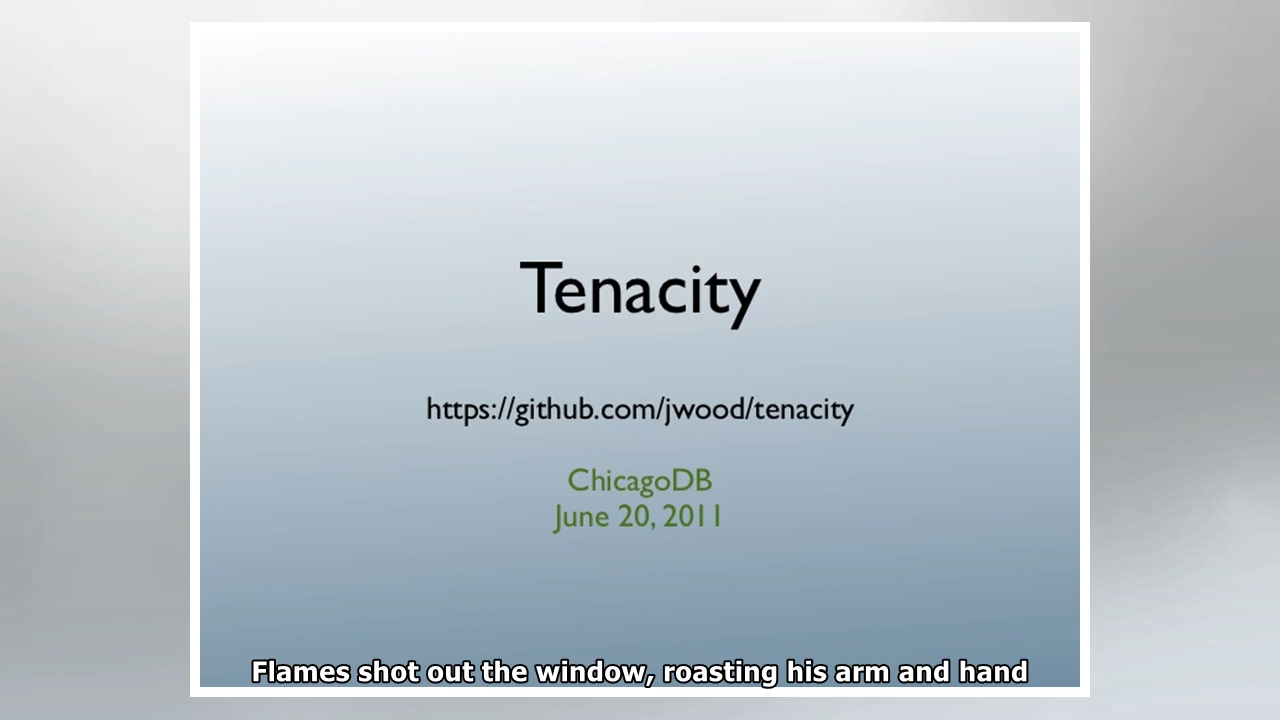 Tenacity
https://github.com/jwood/tenacity
ChicagoDB
June 20, 2011
Flames shot out the window, roasting his arm and hand